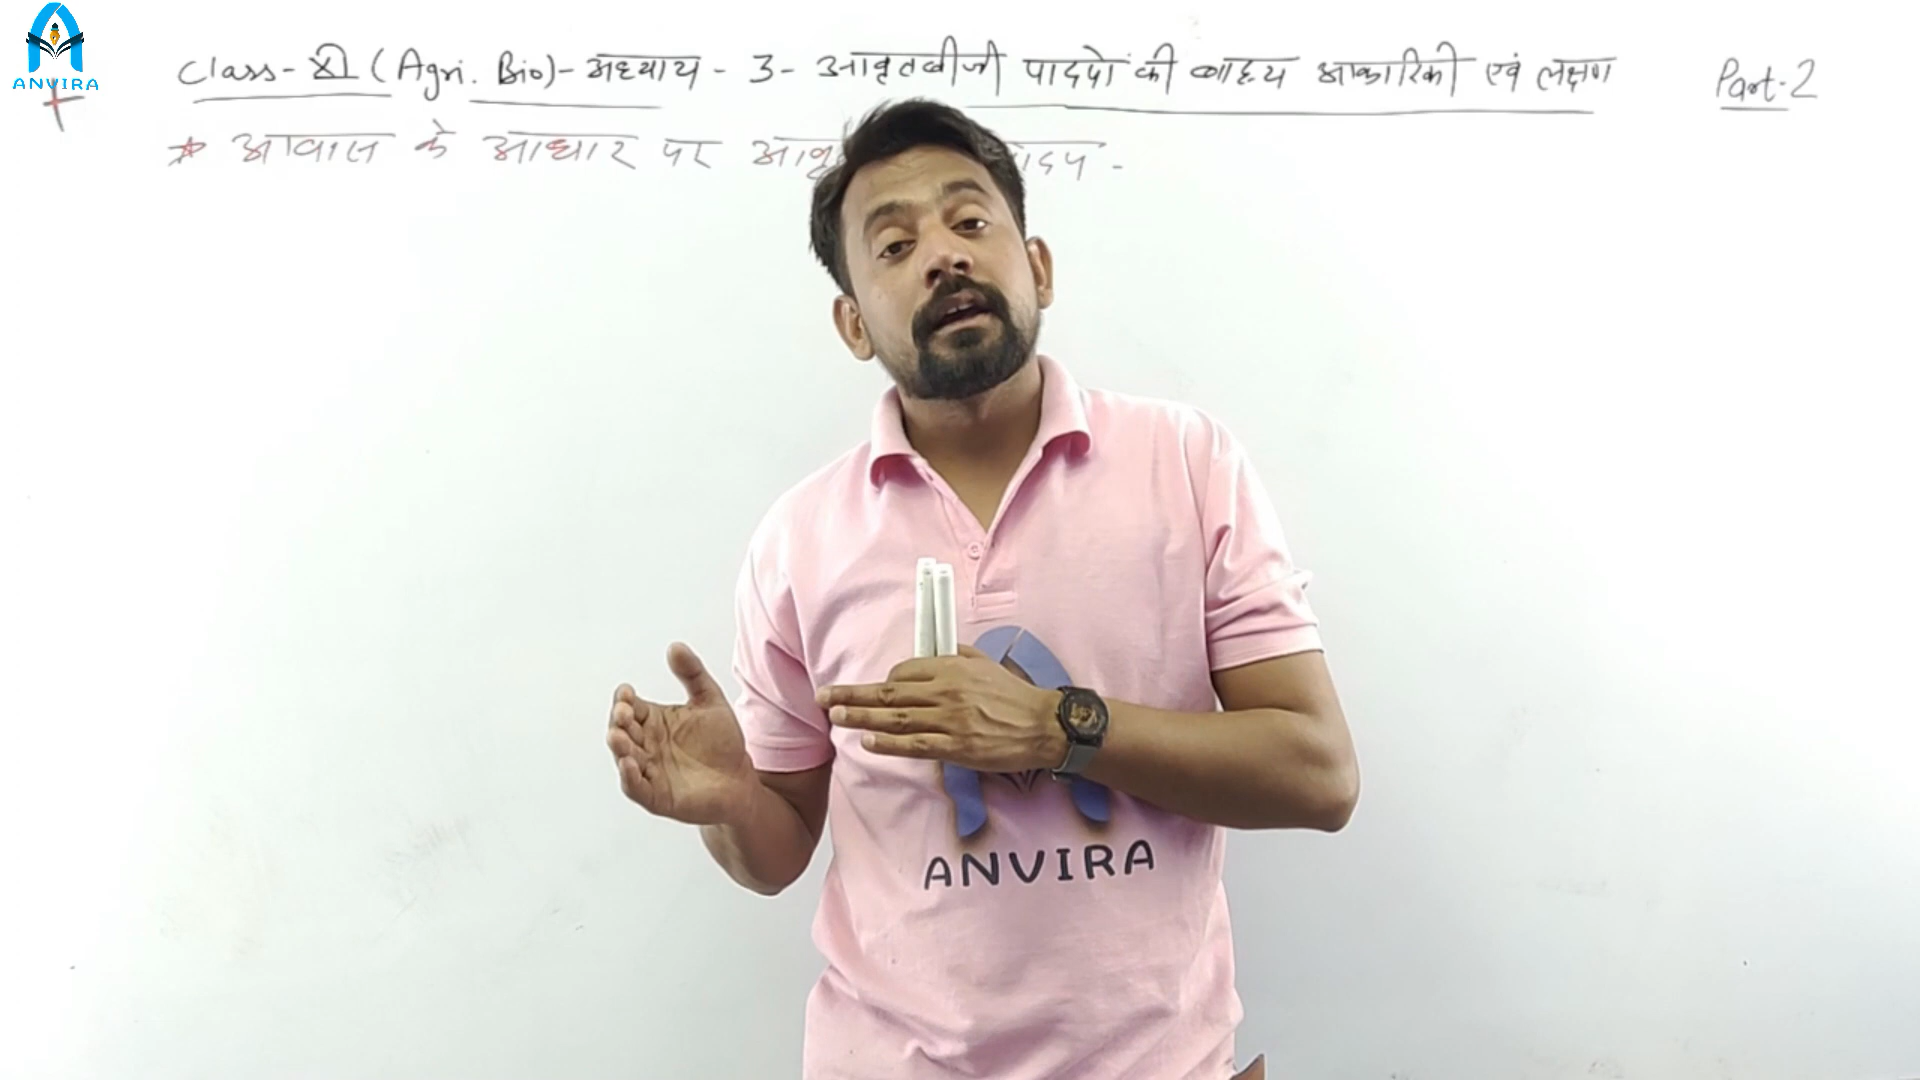 ANVIRA
Class-XI (Agri. Bio)- अध्याय - 3- आवृतबीजी पादपों की बाह्य आकारिकी एवं लक्षण
Part-2
* आवास के आधार पर
ANVIRA